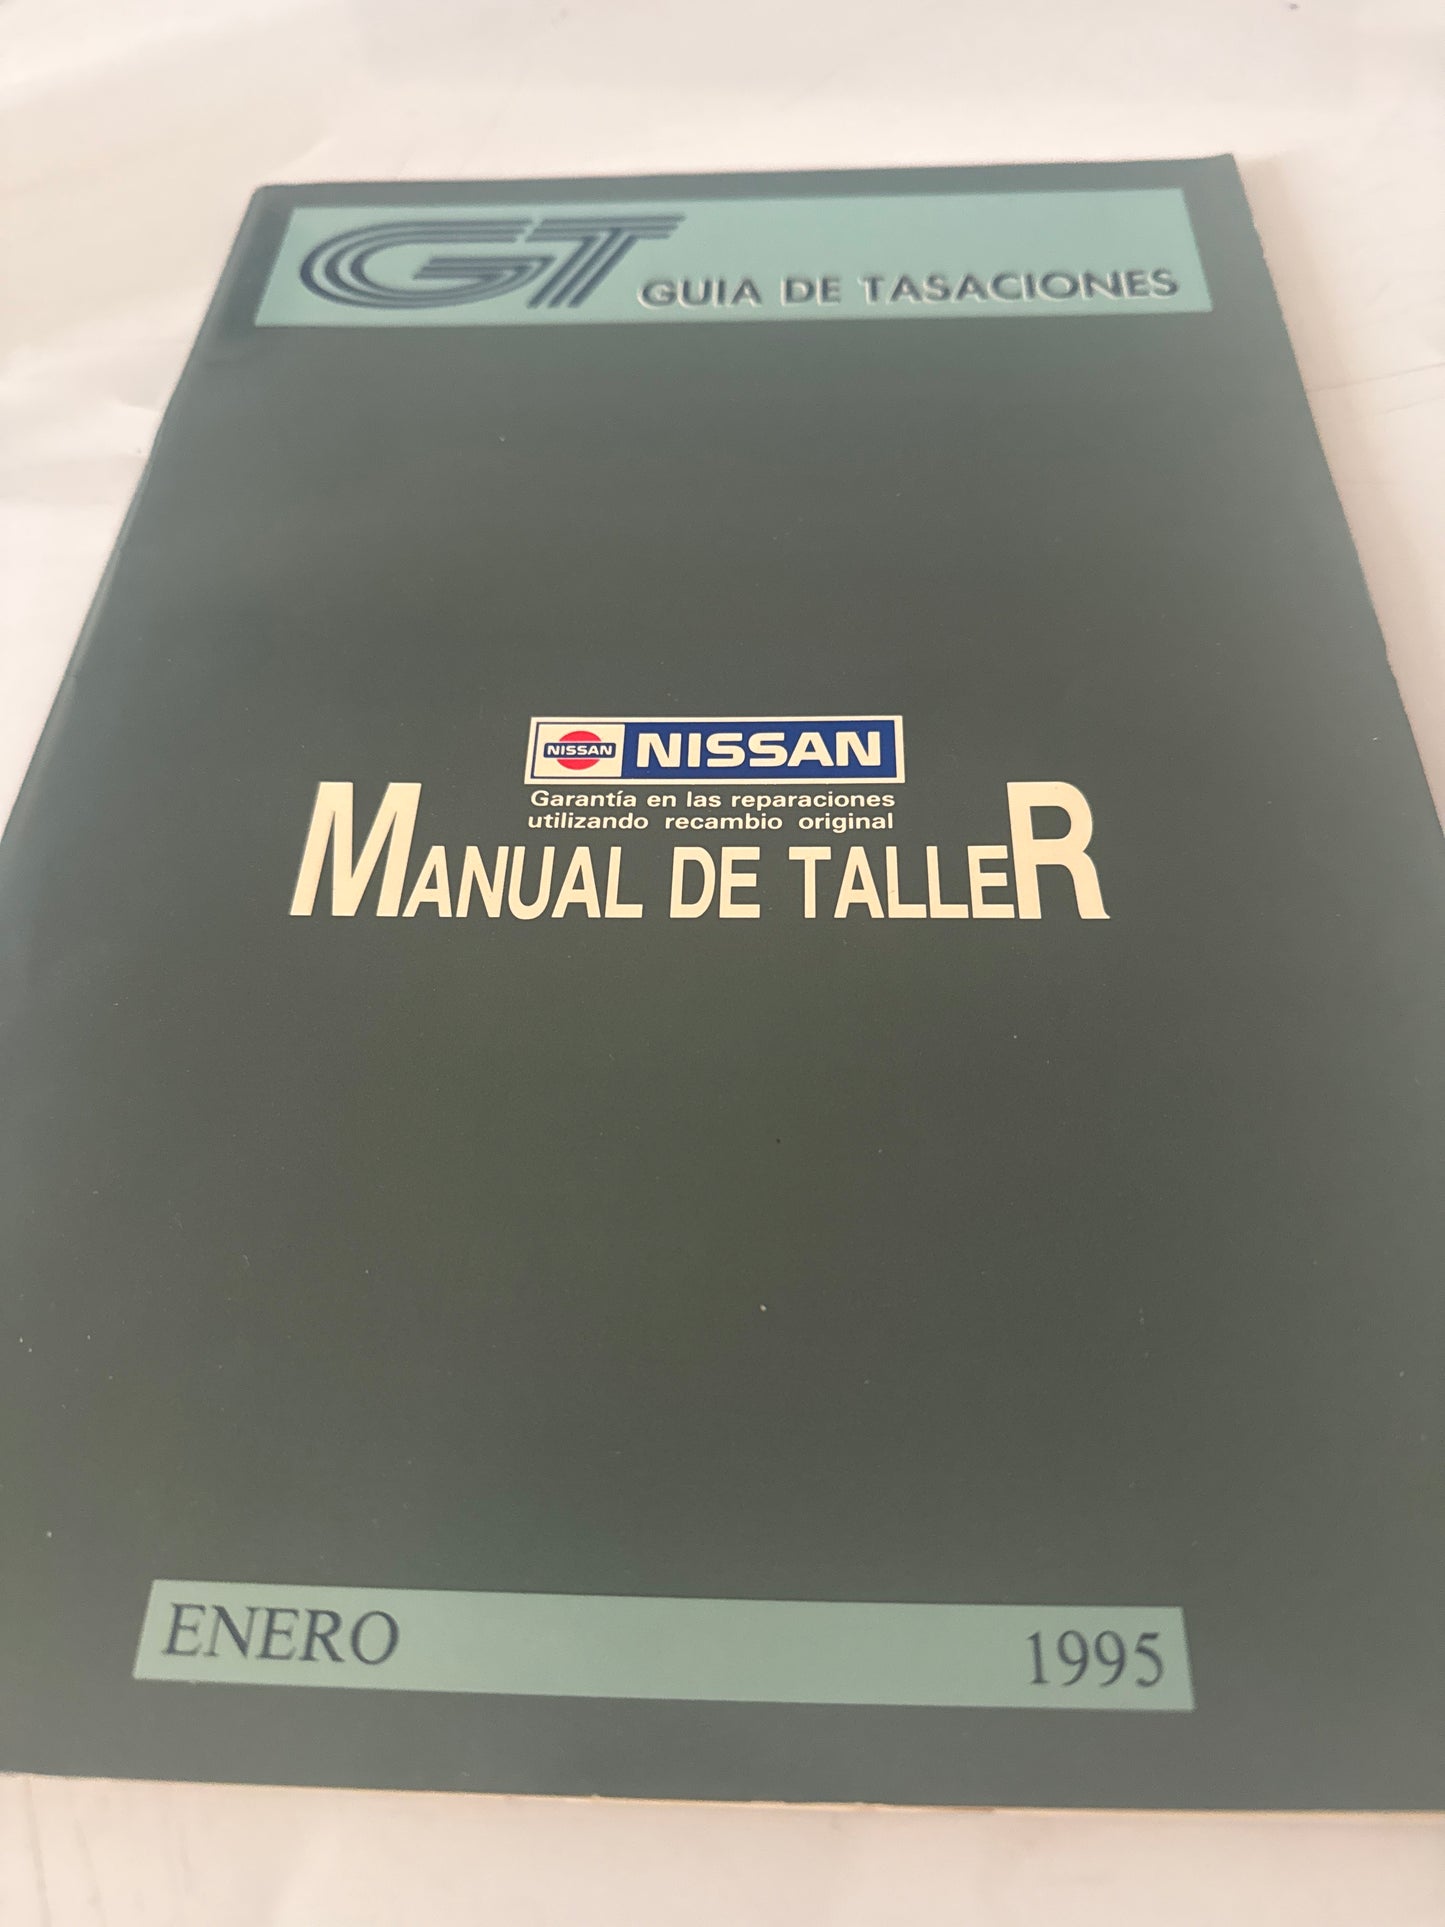 GT GUIA DE TASACIONES
NISSAN NISSAN
Garantía en las reparaciones
utilizando recambio original
MANUAL DE TALLER
ENERO 1995